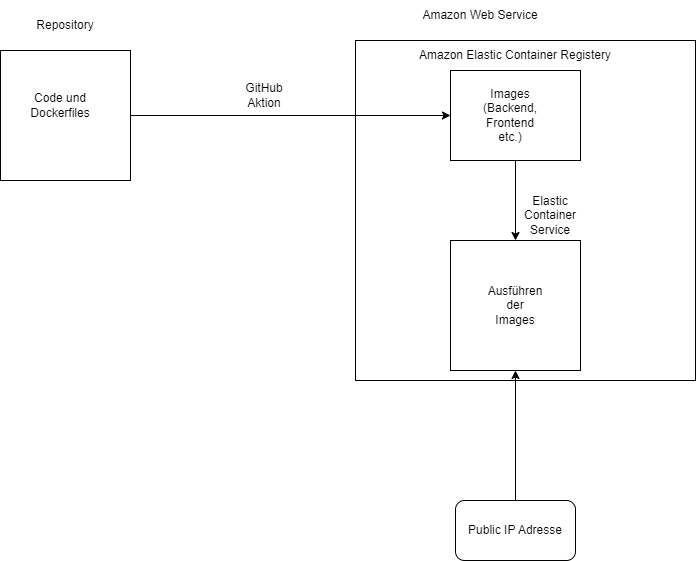 Repository
Amazon Web Service
Amazon Elastic Container Registery
Code und
Dockerfiles
GitHub
Aktion
Images
(Backend,
Frontend
etc.)
Elastic
Container
Service
Ausführen
der
Images
Public IP Adresse